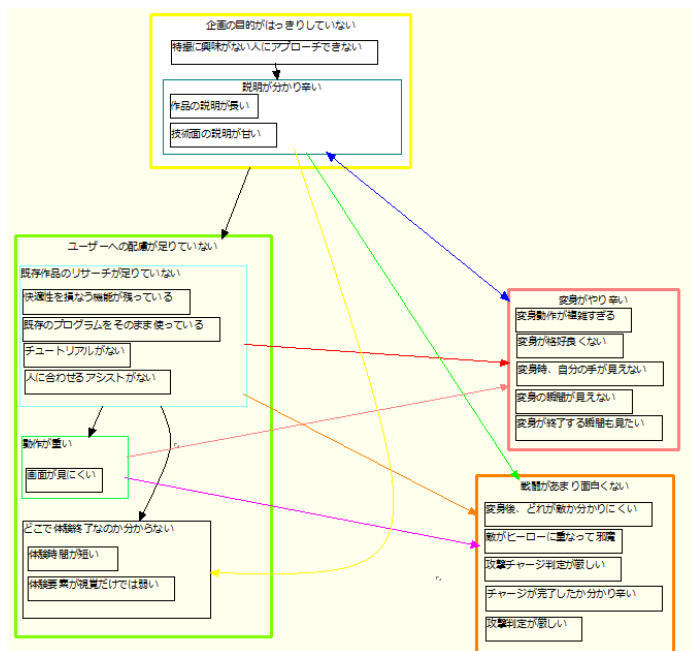 企画の目的がはっきりしていない
特撮に興味がない人にアプローチできない
説明が分かり辛い
作品の説明が長い
技術面の説明が甘い
ユーザーへの配慮が足りていない
既存作品のリサーチが足りていない
快適性を損なう機能が残っている
既存のプログラムをそのまま使っている
チュートリアルがない
人に合わせるアシストがない
動作が重い
画面が見にくい
どこで体験終了なのか分からない
体験時間が短い
体験要素が視覚だけでは弱い
変身がやり辛い
変身動作が複雑すぎる
変身が格好良くない
変身時、自分の手が見えない
変身の瞬間が見えない
変身が終了する瞬間も見たい
戦闘があまり面白くない
変身後、どれが敵か分かりにくい
敵がヒーローに重なって邪魔
攻撃チャージ判定が厳しい
チャージが完了したか分かり辛い
攻撃判定が厳しい